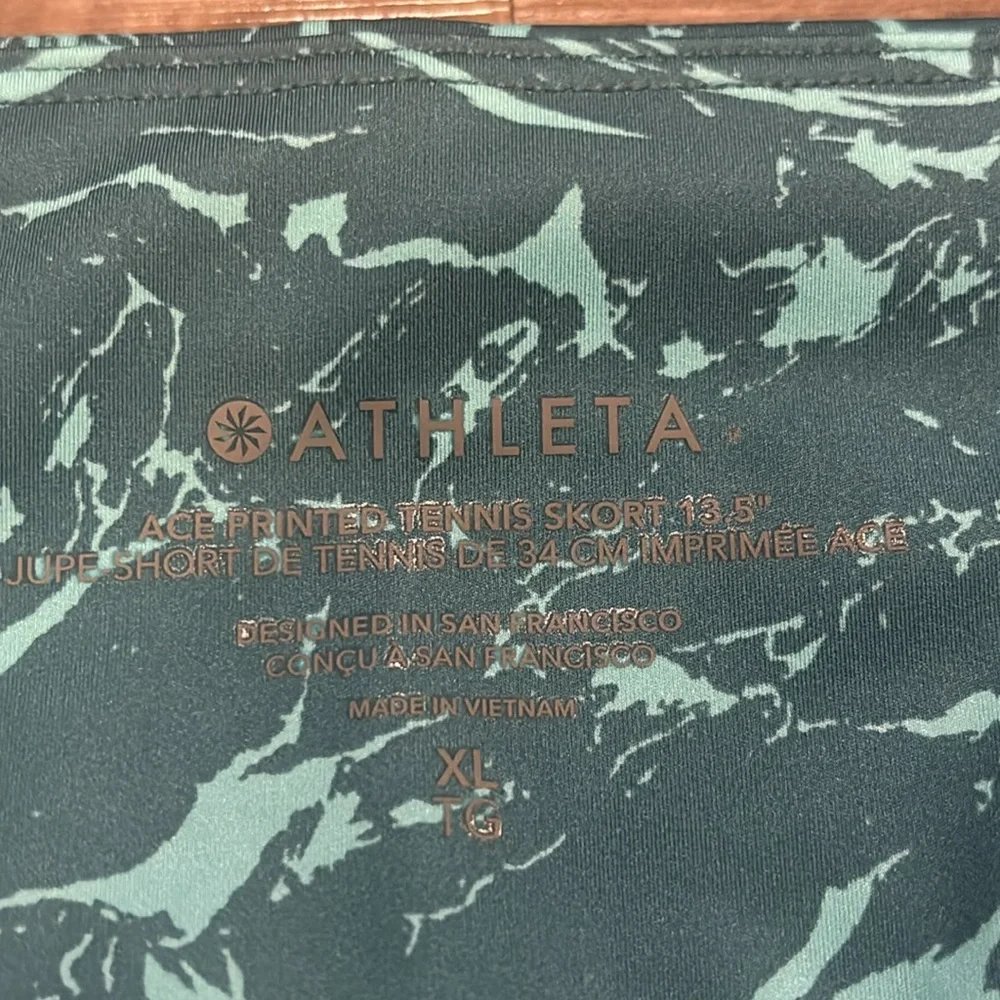 ATHLETA
ACE PRINTED TENNIS SKORT 13.5"
JUPE-SHORT DE TENNIS DE 34 CM IMPRIMÉE ACE
DESIGNED IN SAN FRANCISCO
CONÇU À SAN FRANCISCO
MADE IN VIETNAM
XL
TG